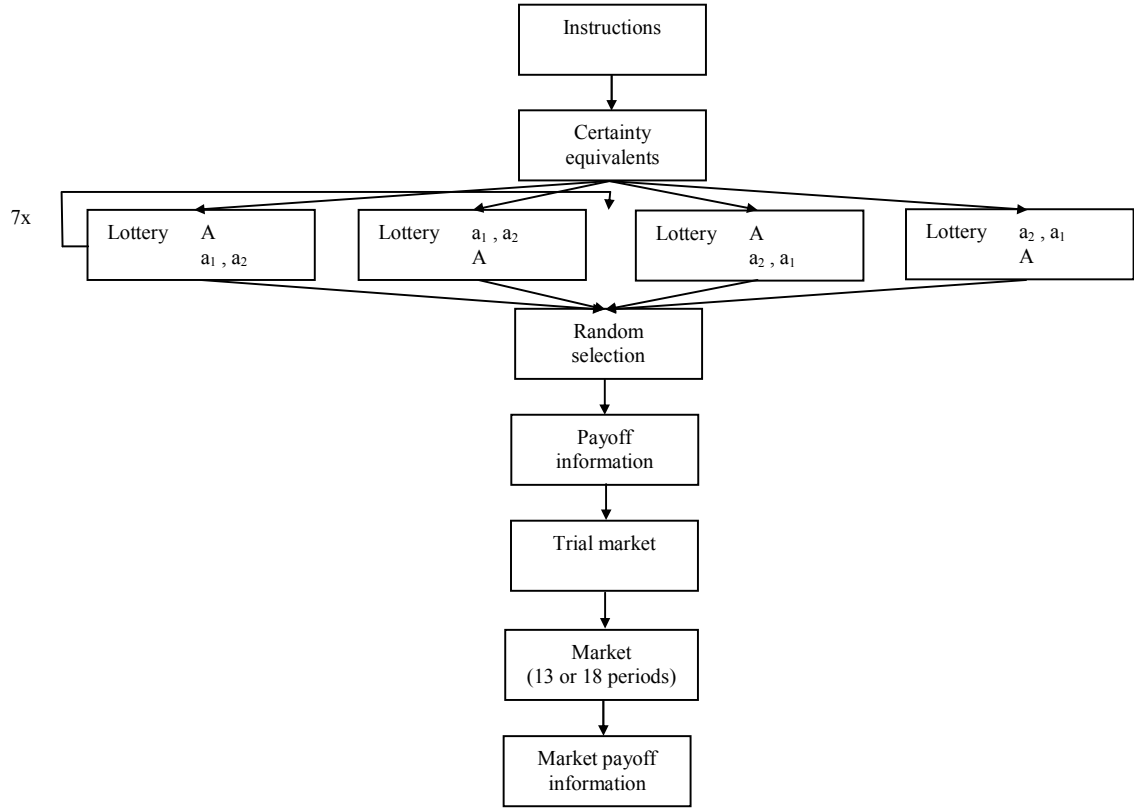 Instructions
Certainty
equivalents
7x
Lottery A
a₁ , a₂
Lottery a₁ , a₂
A
Lottery A
a₂ , a₁
Lottery a₂ , a₁
A
Random
selection
Payoff
information
Trial market
Market
(13 or 18 periods)
Market payoff
information